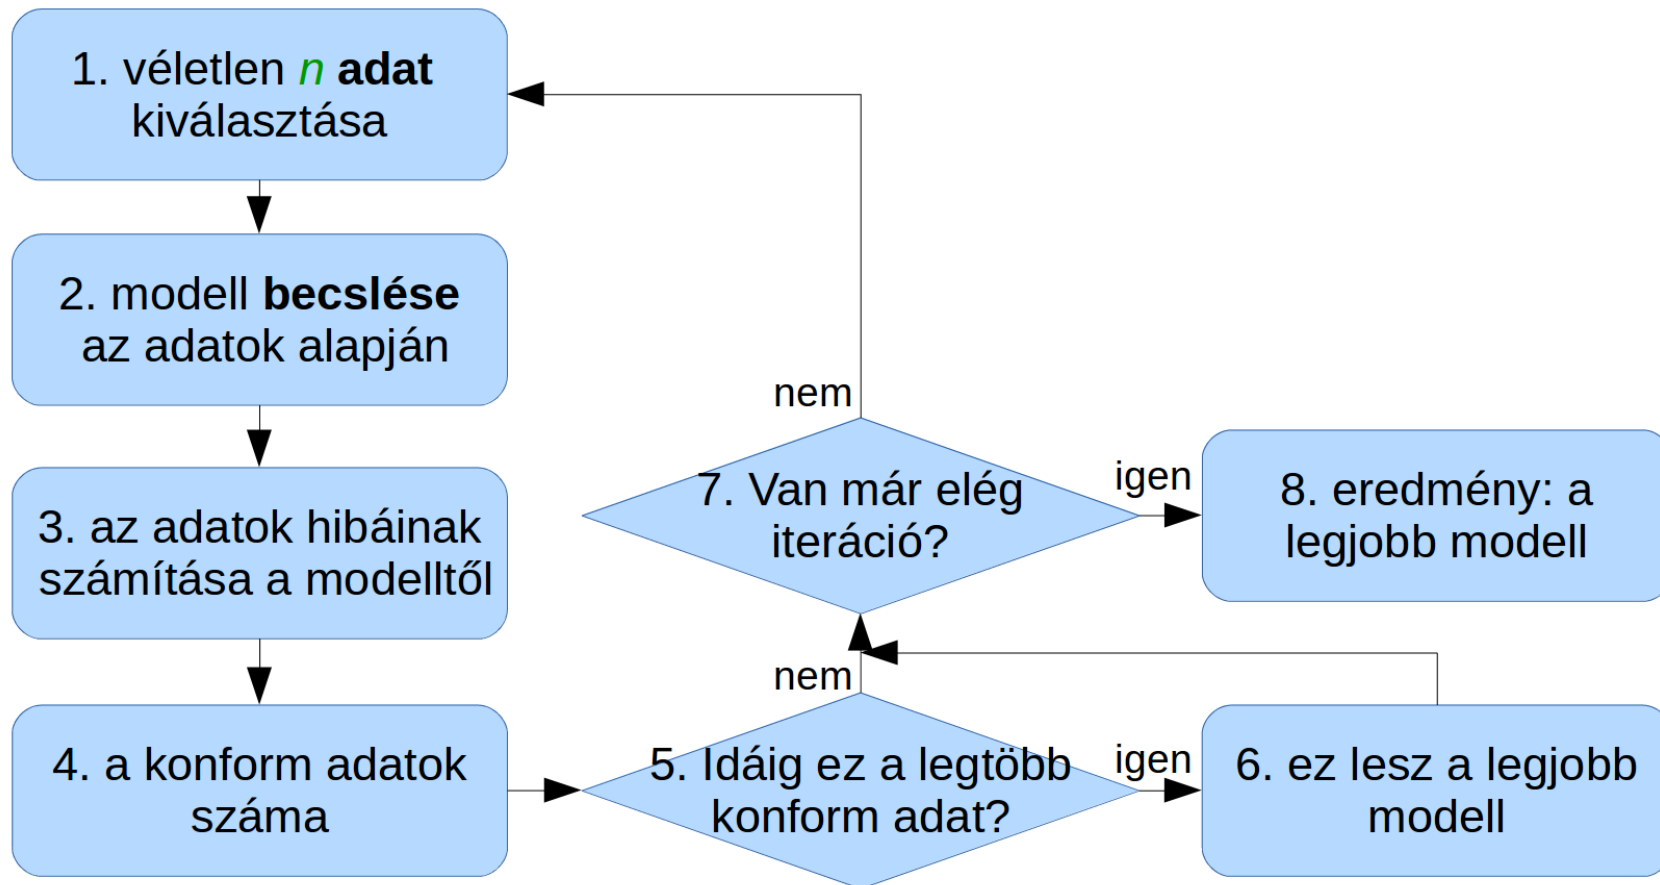 1. véletlen n adat
kiválasztása
2. modell becslése
az adatok alapján
3. az adatok hibáinak
számítása a modelltől
4. a konform adatok
száma
5. Idáig ez a legtöbb
konform adat?
igen
nem
6. ez lesz a legjobb
modell
7. Van már elég
iteráció?
igen
nem
8. eredmény: a
legjobb modell